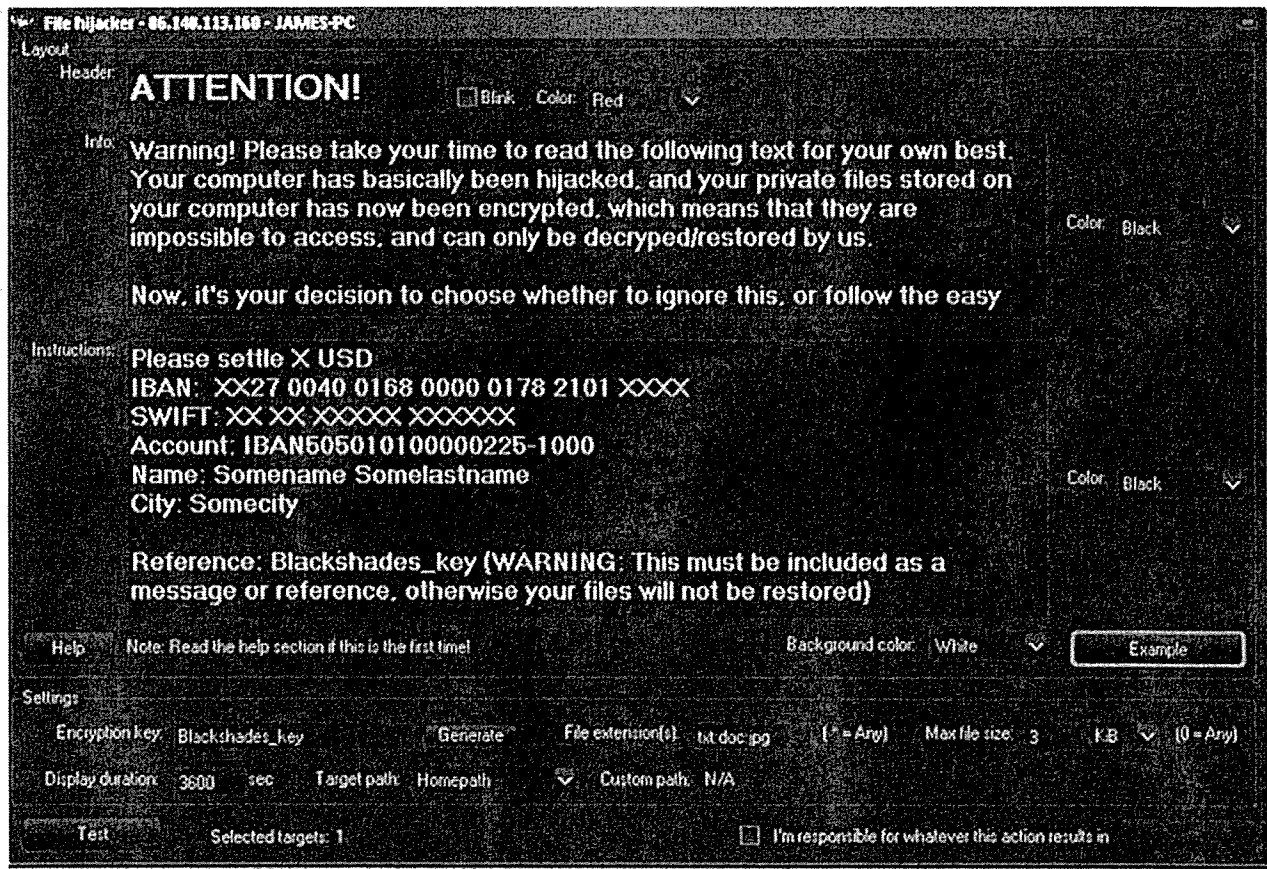 File hijacker - 86.140.113.160 - JAMES-PC
Layout
Header: ATTENTION! Blink Color: Red
Info: Warning! Please take your time to read the following text for your own best.
Your computer has basically been hijacked, and your private files stored on
your computer has now been encrypted, which means that they are
impossible to access, and can only be decryped/restored by us.
Color: Black
Now, it's your decision to choose whether to ignore this, or follow the easy
Instructions: Please settle X USD
IBAN: XX27 0040 0168 0000 0178 2101 XXXX
SWIFT: XX XX XXXXX XXXXXX
Account: IBAN505010100000225-1000
Name: Somename Somelastname
Color: Black
City: Somecity
Reference: Blackshades_key (WARNING: This must be included as a
message or reference, otherwise your files will not be restored)
Help Note: Read the help section if this is the first time! Background color: White Example
Settings
Encryption key: Blackshades_key Generate File extension(s): txt doc jpg (* = Any) Max file size: 3 KB (0 = Any)
Display duration: 3600 sec Target path: Homepath Custom path: N/A
Test Selected targets: 1 I'm responsible for whatever this action results in